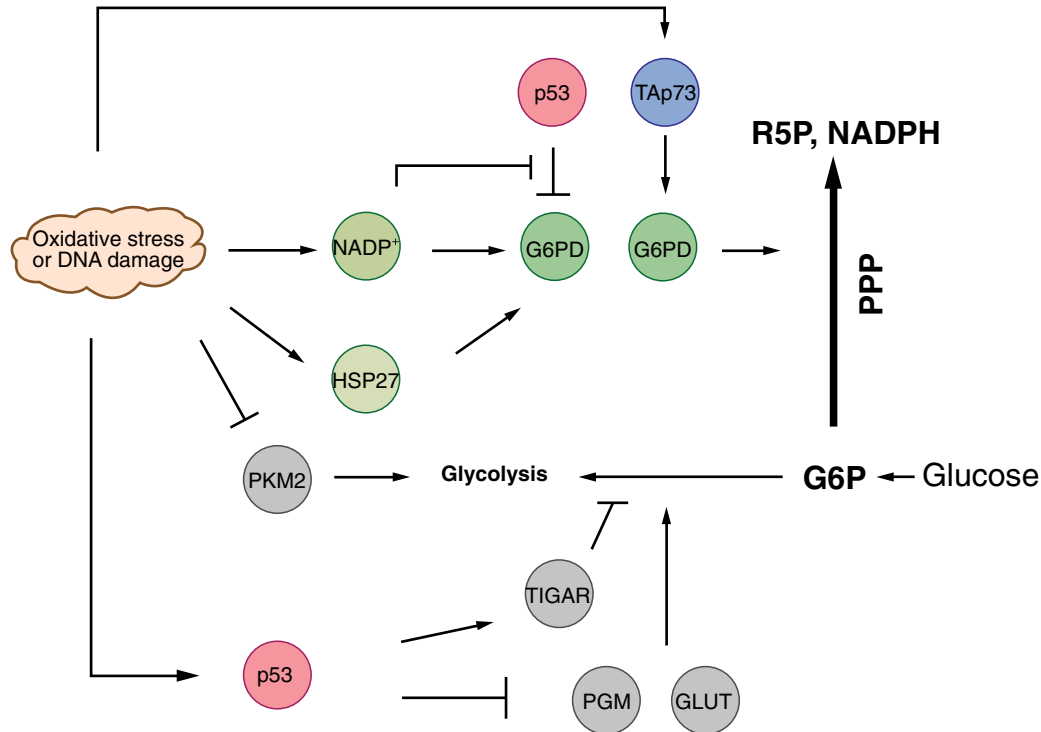 p53
TAp73
R5P, NADPH
Oxidative stress
or DNA damage
NADP⁺
G6PD
G6PD
PPP
HSP27
PKM2
Glycolysis
G6P
Glucose
TIGAR
p53
PGM
GLUT